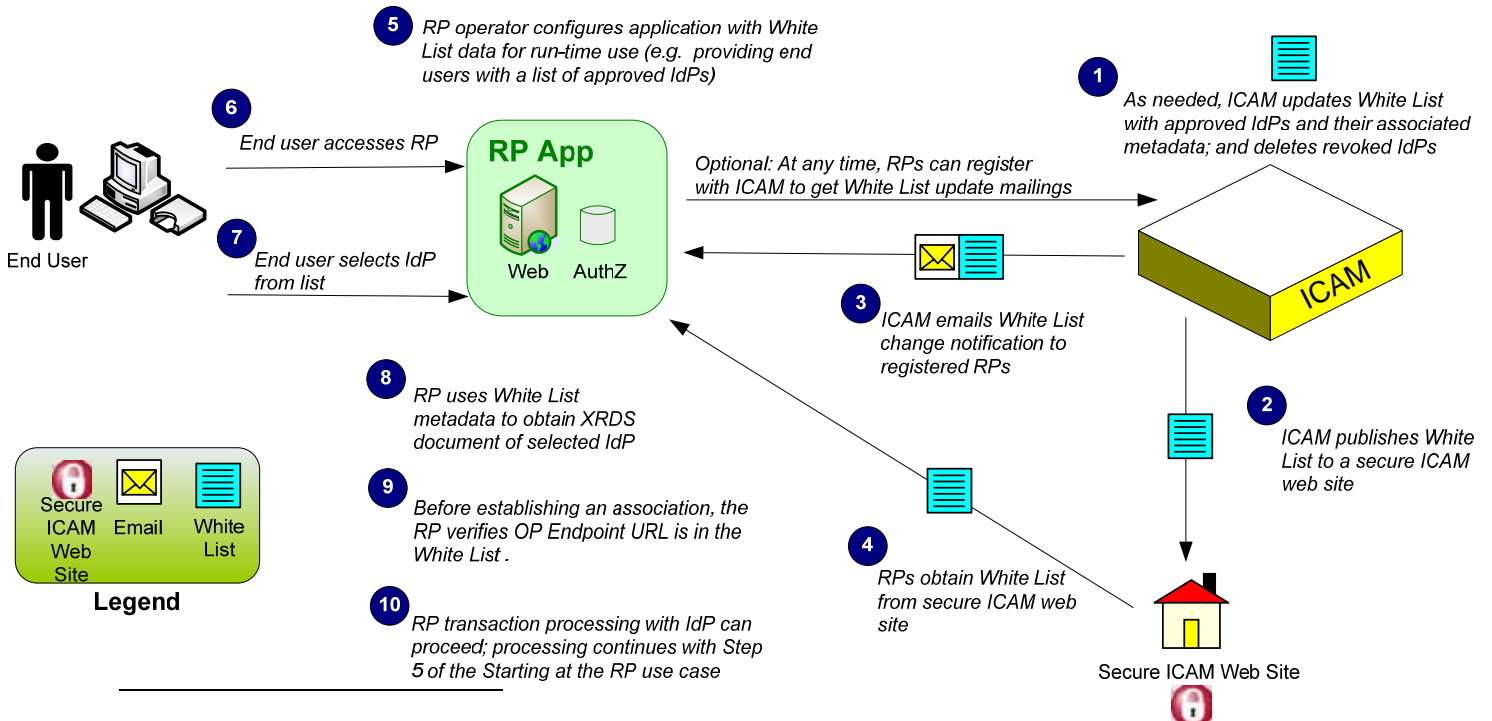 5
RP operator configures application with White
List data for run-time use (e.g. providing end
users with a list of approved IdPs)
1
As needed, ICAM updates White List
with approved IdPs and their associated
metadata; and deletes revoked IdPs
6
End user accesses RP
RP App
Web
AuthZ
Optional: At any time, RPs can register
with ICAM to get White List update mailings
End User
7
End user selects IdP
from list
ICAM
3
ICAM emails White List
change notification to
registered RPs
2
ICAM publishes White
List to a secure ICAM
web site
8
RP uses White List
metadata to obtain XRDS
document of selected IdP
9
Before establishing an association, the
RP verifies OP Endpoint URL is in the
White List .
4
RPs obtain White List
from secure ICAM web
site
10
RP transaction processing with IdP can
proceed; processing continues with Step
5 of the Starting at the RP use case
Secure
ICAM
Web
Site
Email
White
List
Legend
Secure ICAM Web Site